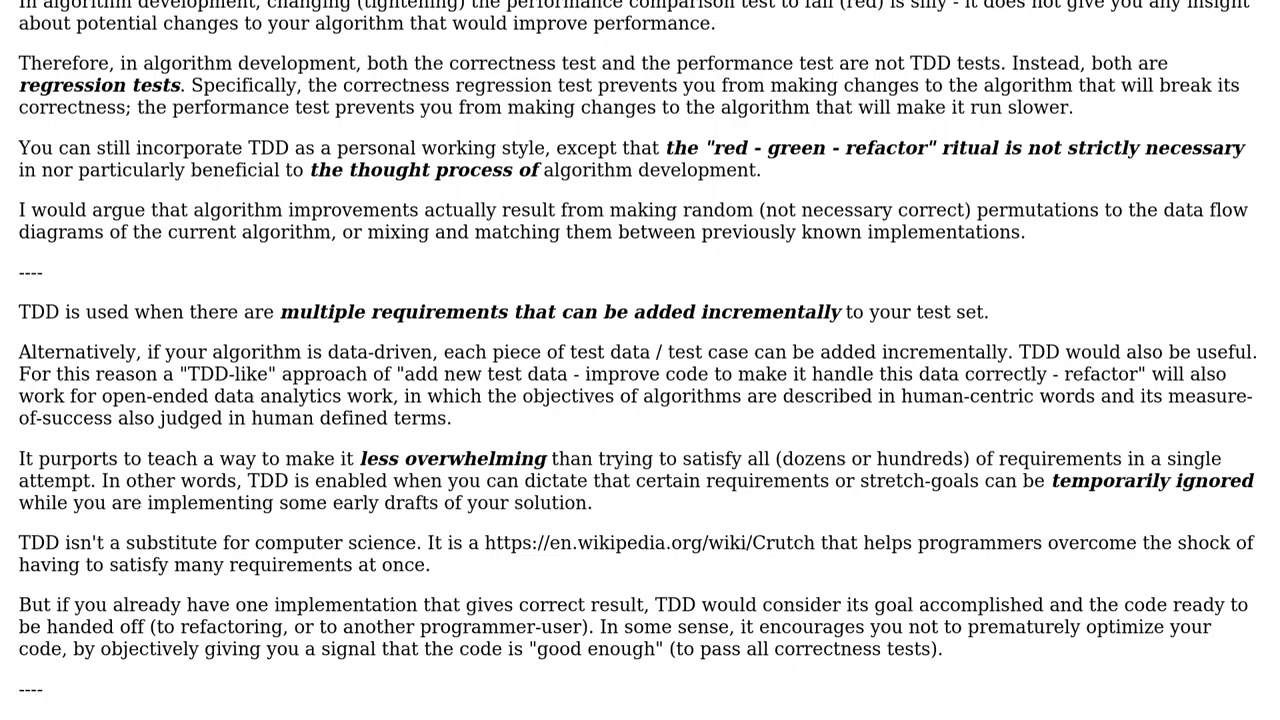 In algorithm development, changing (tightening) the performance comparison test to fail (red) is silly - it does not give you any insight
about potential changes to your algorithm that would improve performance.
Therefore, in algorithm development, both the correctness test and the performance test are not TDD tests. Instead, both are
regression tests. Specifically, the correctness regression test prevents you from making changes to the algorithm that will break its
correctness; the performance test prevents you from making changes to the algorithm that will make it run slower.
You can still incorporate TDD as a personal working style, except that the "red - green - refactor" ritual is not strictly necessary
in nor particularly beneficial to the thought process of algorithm development.
I would argue that algorithm improvements actually result from making random (not necessary correct) permutations to the data flow
diagrams of the current algorithm, or mixing and matching them between previously known implementations.
----
TDD is used when there are multiple requirements that can be added incrementally to your test set.
Alternatively, if your algorithm is data-driven, each piece of test data / test case can be added incrementally. TDD would also be useful.
For this reason a "TDD-like" approach of "add new test data - improve code to make it handle this data correctly - refactor" will also
work for open-ended data analytics work, in which the objectives of algorithms are described in human-centric words and its measure-
of-success also judged in human defined terms.
It purports to teach a way to make it less overwhelming than trying to satisfy all (dozens or hundreds) of requirements in a single
attempt. In other words, TDD is enabled when you can dictate that certain requirements or stretch-goals can be temporarily ignored
while you are implementing some early drafts of your solution.
TDD isn't a substitute for computer science. It is a https://en.wikipedia.org/wiki/Crutch that helps programmers overcome the shock of
having to satisfy many requirements at once.
But if you already have one implementation that gives correct result, TDD would consider its goal accomplished and the code ready to
be handed off (to refactoring, or to another programmer-user). In some sense, it encourages you not to prematurely optimize your
code, by objectively giving you a signal that the code is "good enough" (to pass all correctness tests).
----